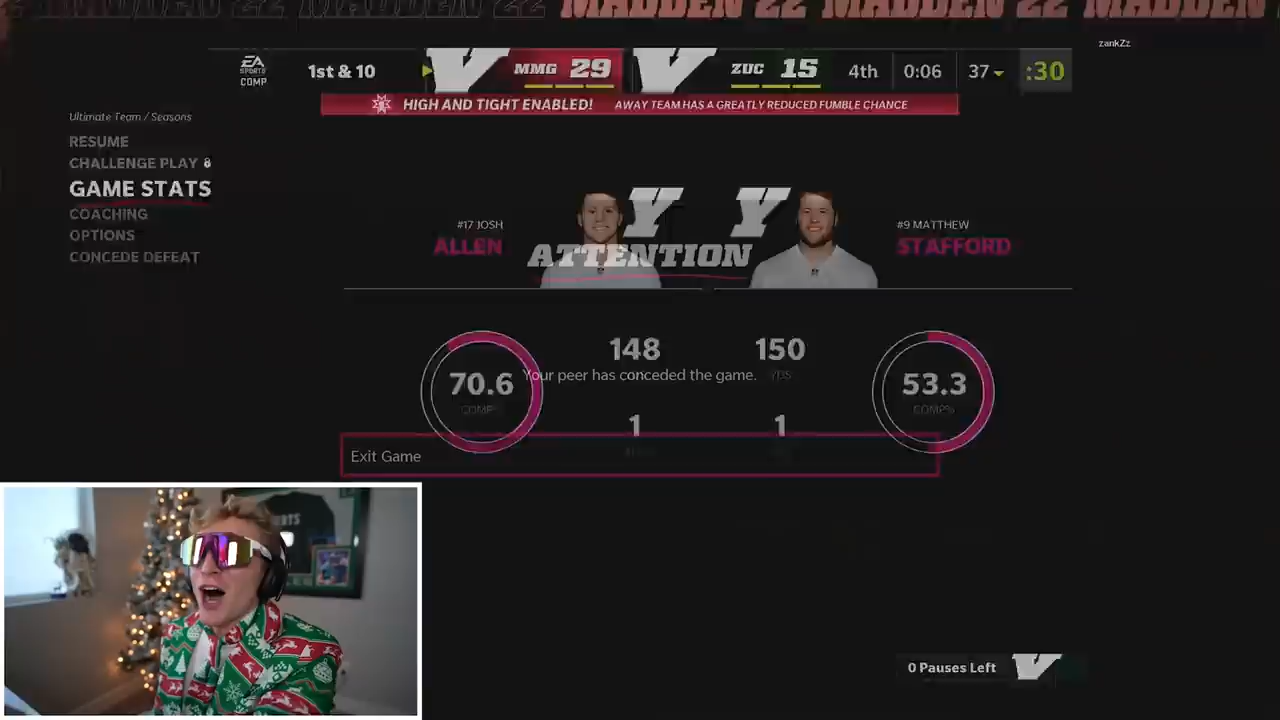 MADDEN 22 MADDEN 22 MADDEN 22 MADDEN
zankZz
EA SPORTS COMP
1st & 10
MMG 29
ZUC 15
4th
0:06
37
:30
HIGH AND TIGHT ENABLED! AWAY TEAM HAS A GREATLY REDUCED FUMBLE CHANCE
Ultimate Team / Seasons
RESUME
CHALLENGE PLAY
GAME STATS
COACHING
OPTIONS
CONCEDE DEFEAT
#17 JOSH
ALLEN
#9 MATTHEW
STAFFORD
ATTENTION
148
150
70.6
COMP%
53.3
COMP%
Your peer has conceded the game.
YDS
1
1
Exit Game
0 Pauses Left